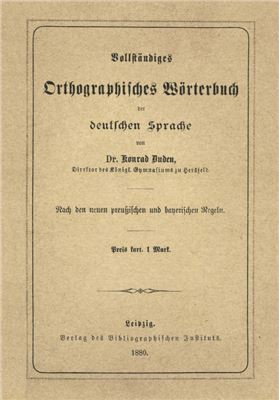 Vollständiges
Orthographisches Wörterbuch
der
deutschen Sprache
von
Dr. Konrad Duden,
Direktor des Königl. Gymnasiums zu Hersfeld.
Nach den neuen preußischen und bayerischen Regeln.
Preis kart. 1 Mark.
Leipzig.
Verlag des Bibliographischen Instituts.
1880.